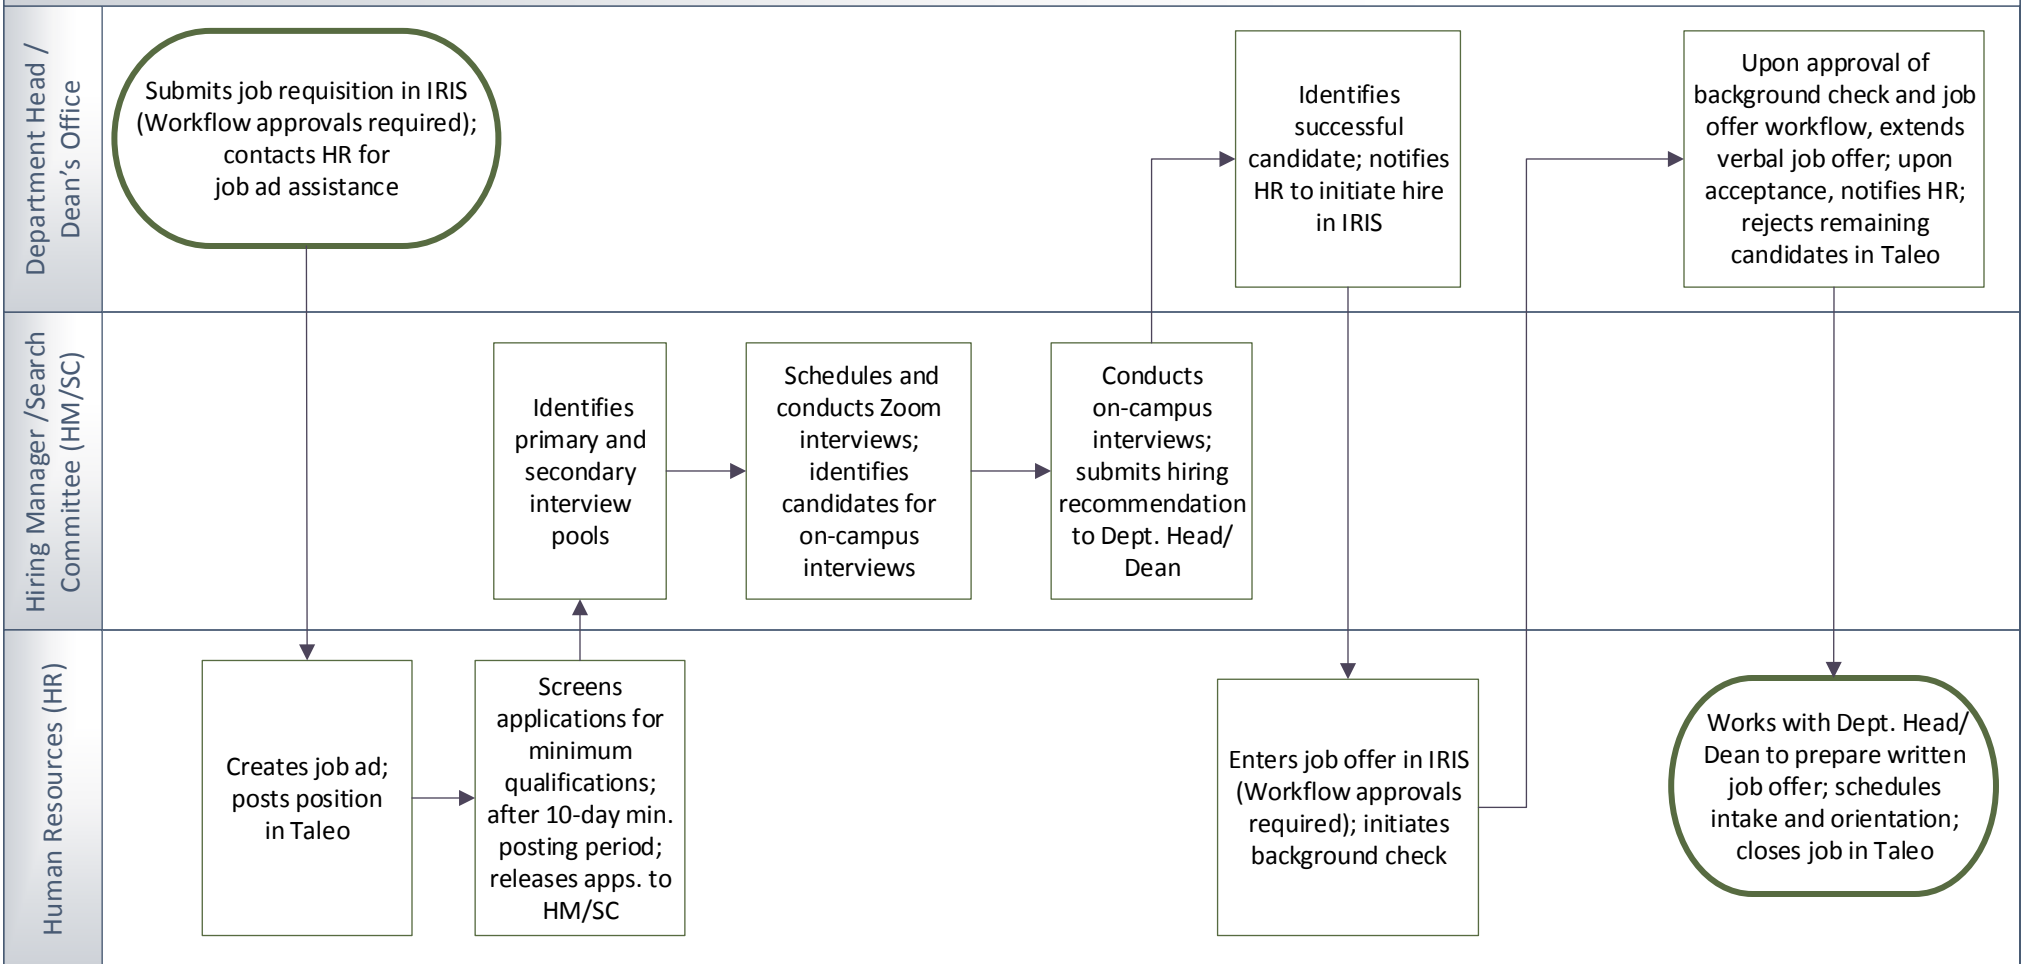 Department Head /
Dean's Office
Submits job requisition in IRIS
(Workflow approvals required);
contacts HR for
job ad assistance
Identifies
successful
candidate; notifies
HR to initiate hire
in IRIS
Upon approval of
background check and job
offer workflow, extends
verbal job offer; upon
acceptance, notifies HR;
rejects remaining
candidates in Taleo
Hiring Manager /Search
Committee (HM/SC)
Identifies
primary and
secondary
interview
pools
Schedules and
conducts Zoom
interviews;
identifies
candidates for
on-campus
interviews
Conducts
on-campus
interviews;
submits hiring
recommendation
to Dept. Head/
Dean
Human Resources (HR)
Creates job ad;
posts position
in Taleo
Screens
applications for
minimum
qualifications;
after 10-day min.
posting period;
releases apps. to
HM/SC
Enters job offer in IRIS
(Workflow approvals
required); initiates
background check
Works with Dept. Head/
Dean to prepare written
job offer; schedules
intake and orientation;
closes job in Taleo